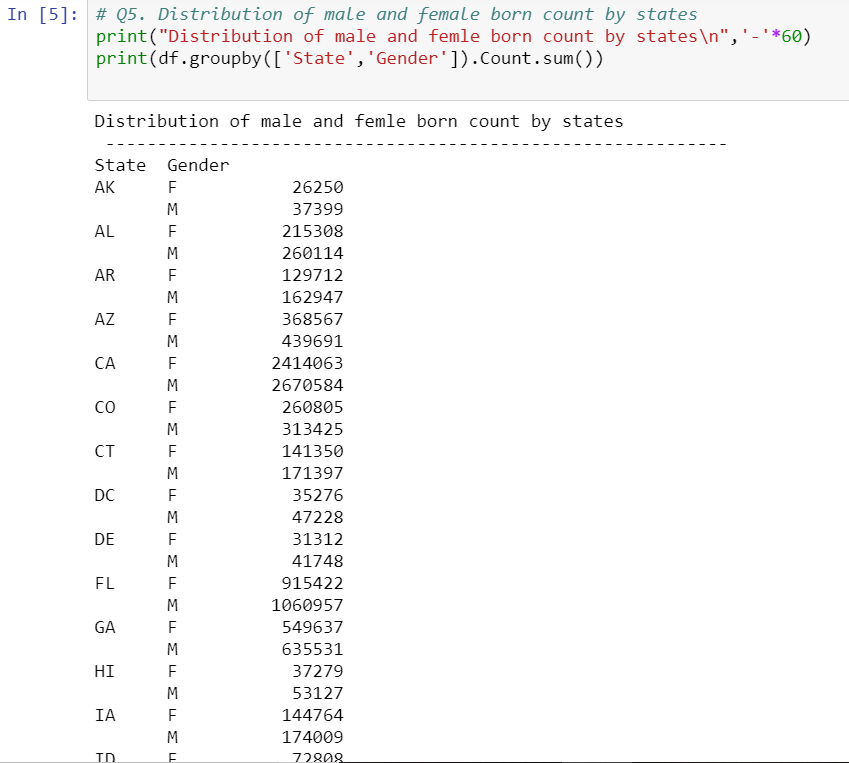 In [5]: # Q5. Distribution of male and female born count by states
print("Distribution of male and femle born count by states\n",'-'*60)
print(df.groupby(['State','Gender']).Count.sum())
Distribution of male and femle born count by states
------------------------------------------------------------
State Gender
AK F 26250
M 37399
AL F 215308
M 260114
AR F 129712
M 162947
AZ F 368567
M 439691
CA F 2414063
M 2670584
CO F 260805
M 313425
CT F 141350
M 171397
DC F 35276
M 47228
DE F 31312
M 41748
FL F 915422
M 1060957
GA F 549637
M 635531
HI F 37279
M 53127
IA F 144764
M 174009
ID F 72808